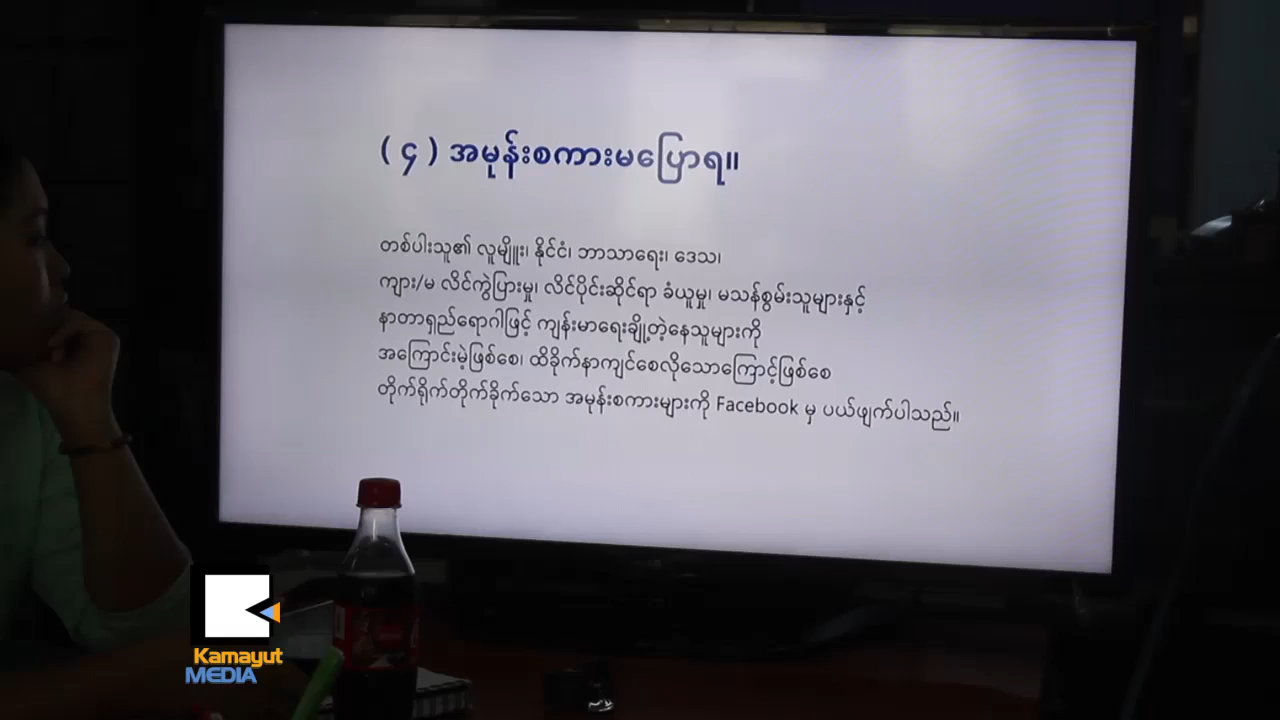 ( ၄ ) အမုန်းစကားမပြောရ။
တစ်ပါးသူ၏ လူမျိုး၊ နိုင်ငံ၊ ဘာသာရေး၊ ဒေသ၊
ကျား/မ လိင်ကွဲပြားမှု၊ လိင်ပိုင်းဆိုင်ရာ ခံယူမှု၊ မသန်စွမ်းသူများနှင့်
နာတာရှည်ရောဂါဖြင့် ကျန်းမာရေးချို့တဲ့နေသူများကို
အကြောင်းမဲ့ဖြစ်စေ၊ ထိခိုက်နာကျင်စေလိုသောကြောင့်ဖြစ်စေ
တိုက်ရိုက်တိုက်ခိုက်သော အမုန်းစကားများကို Facebook မှ ပယ်ဖျက်ပါသည်။
Kamayut
MEDIA